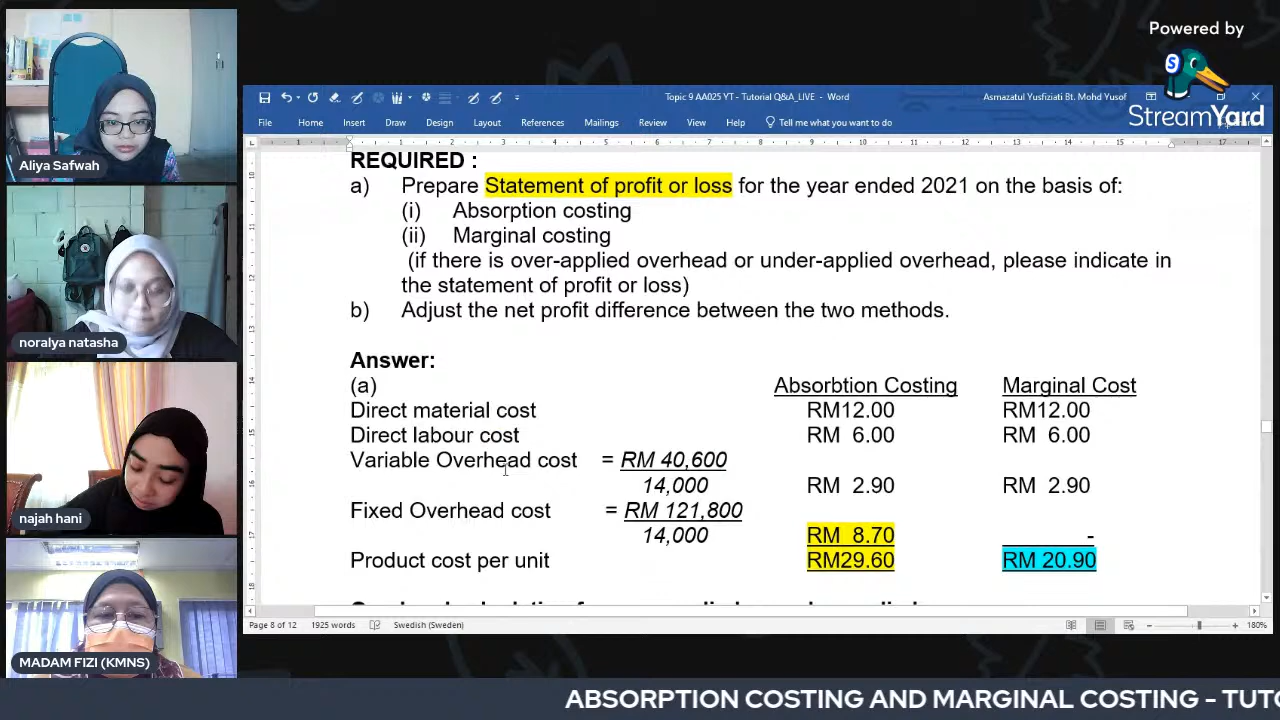 Powered by
StreamYard
Aliya Safwah
noralya natasha
najah hani
MADAM FIZI (KMNS)
Topic 9 AA025 YT - Tutorial Q&A_LIVE - Word
Asmazatul Yusfiziati Bt. Mohd Yusof
File Home Insert Draw Design Layout References Mailings Review View Help Tell me what you want to do
REQUIRED :
a) Prepare Statement of profit or loss for the year ended 2021 on the basis of:
(i) Absorption costing
(ii) Marginal costing
(if there is over-applied overhead or under-applied overhead, please indicate in
the statement of profit or loss)
b) Adjust the net profit difference between the two methods.
Answer:
(a) Absorbtion Costing Marginal Cost
Direct material cost RM12.00 RM12.00
Direct labour cost RM 6.00 RM 6.00
Variable Overhead cost = RM 40,600
14,000 RM 2.90 RM 2.90
Fixed Overhead cost = RM 121,800
14,000 RM 8.70 -
Product cost per unit RM29.60 RM 20.90
Page 8 of 12 1925 words Swedish (Sweden) 180%
ABSORPTION COSTING AND MARGINAL COSTING - TUTO